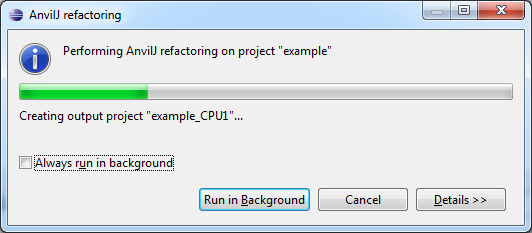 AnvilJ refactoring
Performing AnvilJ refactoring on project "example"
Creating output project "example_CPU1"...
Always run in background
Run in Background
Cancel
Details >>